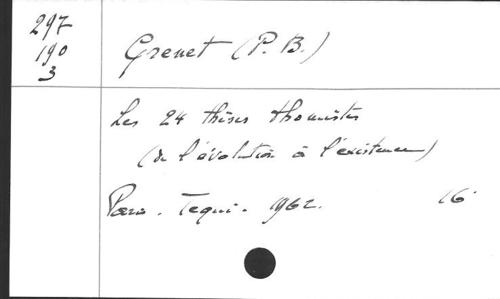 297
190
3
Grenet (P. B.)
Les 24 thèses thomistes
(de l'évolution à l'existence)
Paris. Tequi. 1962. 16°